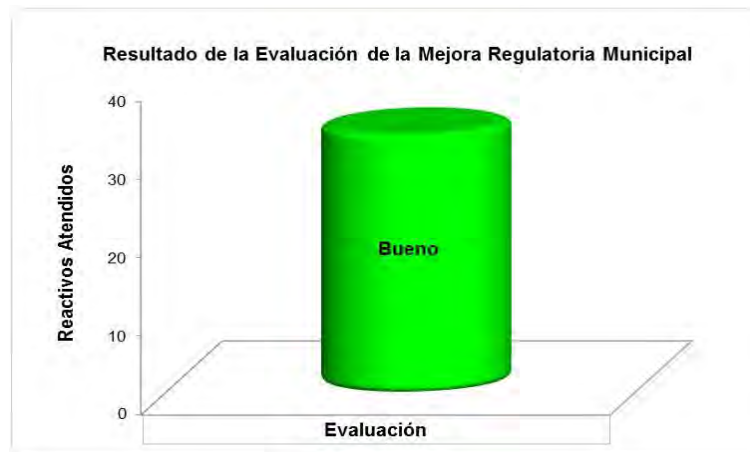 Resultado de la Evaluación de la Mejora Regulatoria Municipal
Reactivos Atendidos
40
30
20
10
0
Bueno
Evaluación